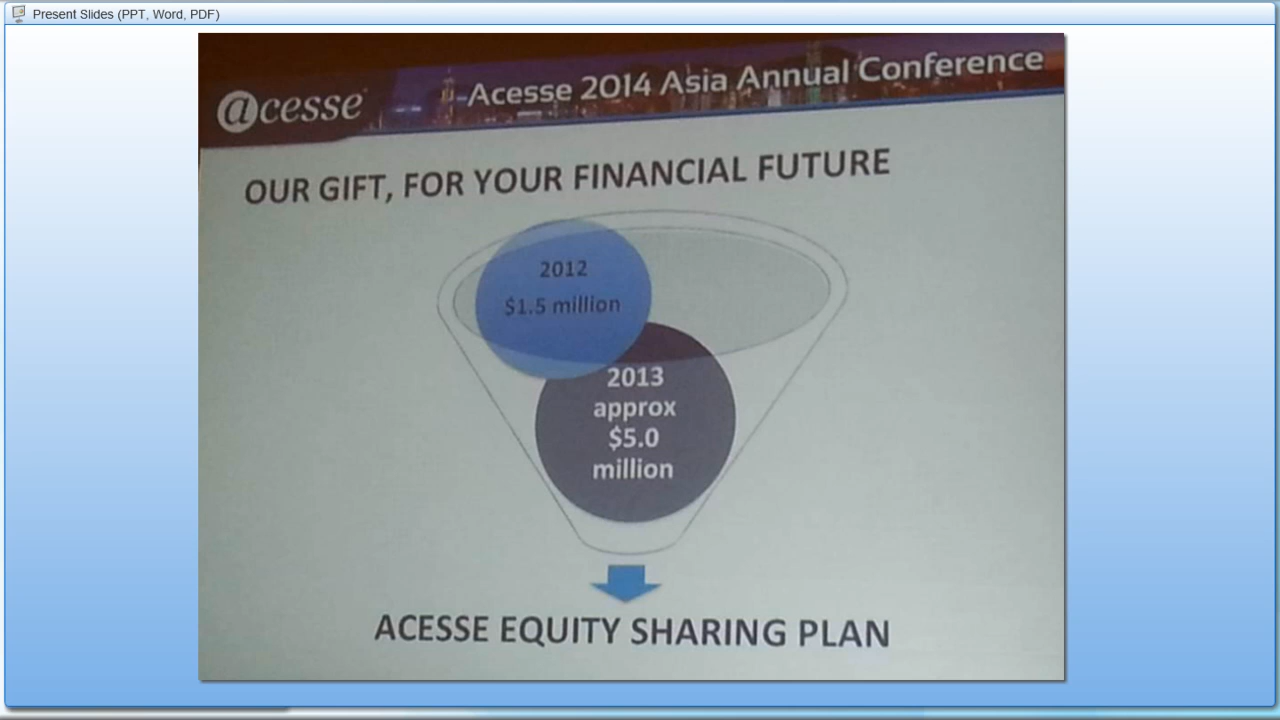 Present Slides (PPT, Word, PDF)
acesse
Acesse 2014 Asia Annual Conference
OUR GIFT, FOR YOUR FINANCIAL FUTURE
2012
$1.5 million
2013
approx
$5.0
million
ACESSE EQUITY SHARING PLAN